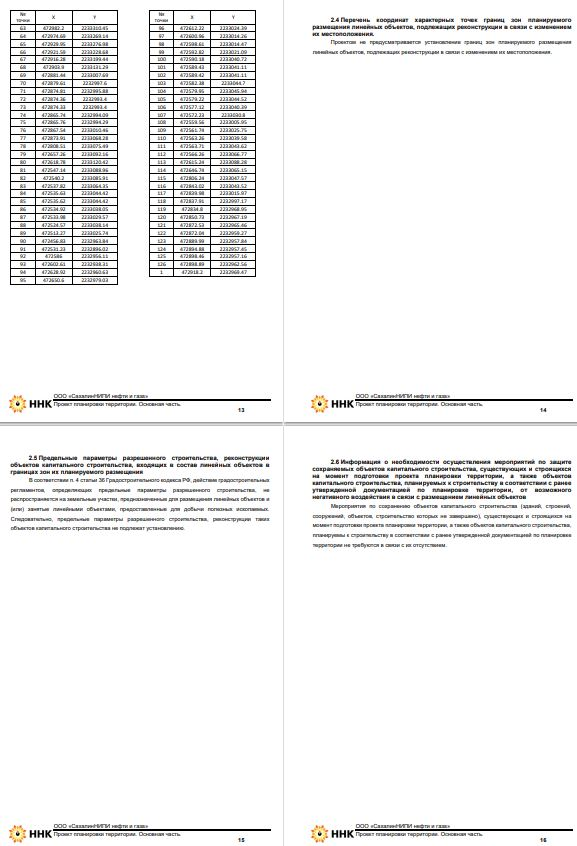 № точки X Y
63 472982.2 2233310.45
64 472974.69 2233269.14
65 472929.95 2233276.98
66 472921.59 2233228.68
67 472916.28 2233199.44
68 472903.9 2233131.29
69 472881.44 2233007.69
70 472879.61 2232997.6
71 472874.81 2232995.88
72 472874.36 2232993.4
73 472874.33 2232993.4
74 472865.74 2232994.09
75 472865.76 2232994.29
76 472867.54 2233010.46
77 472873.91 2233068.28
78 472808.51 2233075.49
79 472657.26 2233092.16
80 472618.78 2233120.42
81 472547.14 2233088.96
82 472540.2 2233085.91
83 472537.82 2233064.35
84 472535.63 2233044.42
85 472535.62 2233044.42
86 472534.92 2233038.05
87 472533.98 2233029.57
88 472524.57 2233038.14
89 472513.27 2233025.74
90 472456.83 2232963.84
91 472531.23 2232896.02
92 472586 2232956.11
93 472602.61 2232938.31
94 472628.92 2232960.63
95 472650.6 2232979.03
№ точки X Y
96 472612.22 2233024.39
97 472600.96 2233014.26
98 472598.61 2233014.47
99 472592.82 2233021.09
100 472590.18 2233040.72
101 472589.43 2233041.11
102 472589.42 2233041.11
103 472582.38 2233044.7
104 472579.95 2233045.94
105 472579.22 2233044.52
106 472577.12 2233040.39
107 472572.23 2233030.8
108 472559.56 2233005.95
109 472561.74 2233025.75
110 472563.26 2233039.58
111 472563.71 2233043.62
112 472566.26 2233066.77
113 472615.24 2233088.28
114 472646.74 2233065.15
115 472806.24 2233047.57
116 472843.02 2233043.52
117 472839.98 2233015.97
118 472837.91 2232997.17
119 472834.8 2232968.95
120 472850.73 2232967.19
121 472872.53 2232965.46
122 472872.04 2232959.27
123 472889.99 2232957.84
124 472894.88 2232957.45
125 472898.46 2232957.16
126 472898.89 2232962.56
1 472918.2 2232969.47
ННК
ООО «СахалинНИПИ нефти и газа»
Проект планировки территории. Основная часть.
13
2.4 Перечень координат характерных точек границ зон планируемого
размещения линейных объектов, подлежащих реконструкции в связи с изменением
их местоположения.
Проектом не предусматривается установление границ зон планируемого размещения
линейных объектов, подлежащих реконструкции в связи с изменением их местоположения.
ННК
ООО «СахалинНИПИ нефти и газа»
Проект планировки территории. Основная часть.
14
2.5 Предельные параметры разрешенного строительства, реконструкции
объектов капитального строительства, входящих в состав линейных объектов в
границах зон их планируемого размещения
В соответствии п. 4 статьи 36 Градостроительного кодекса РФ, действие градостроительных
регламентов, определяющих предельные параметры разрешенного строительства, не
распространяется на земельные участки, предназначенные для размещения линейных объектов и
(или) занятые линейными объектами, предоставленные для добычи полезных ископаемых.
Следовательно, предельные параметры разрешенного строительства, реконструкции таких
объектов капитального строительства не подлежат установлению.
ННК
ООО «СахалинНИПИ нефти и газа»
Проект планировки территории. Основная часть.
15
2.6 Информация о необходимости осуществления мероприятий по защите
сохраняемых объектов капитального строительства, существующих и строящихся
на момент подготовки проекта планировки территории, а также объектов
капитального строительства, планируемых к строительству в соответствии с ранее
утвержденной документацией по планировке территории, от возможного
негативного воздействия в связи с размещением линейных объектов
Мероприятия по сохранению объектов капитального строительства (зданий, строений,
сооружений, объектов, строительство которых не завершено), существующих и строящихся на
момент подготовки проекта планировки территории, а также объектов капитального строительства,
планируемых к строительству в соответствии с ранее утвержденной документацией по планировке
территории не требуются в связи с их отсутствием.
ННК
ООО «СахалинНИПИ нефти и газа»
Проект планировки территории. Основная часть.
16